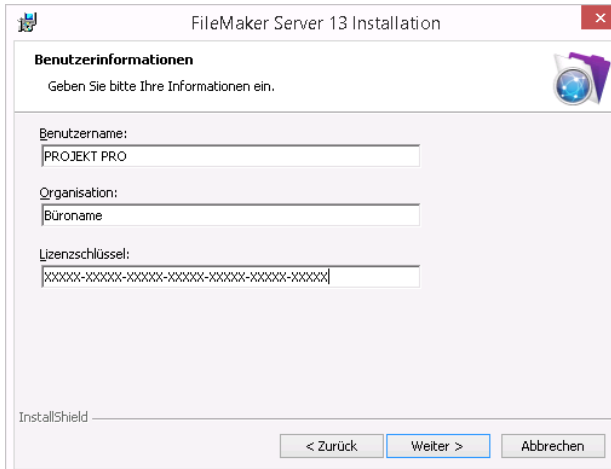 FileMaker Server 13 Installation
Benutzerinformationen
Geben Sie bitte Ihre Informationen ein.
Benutzername:
PROJEKT PRO
Organisation:
Büroname
Lizenzschlüssel:
XXXXX-XXXXX-XXXXX-XXXXX-XXXXX-XXXXX-XXXXX
InstallShield
< Zurück Weiter > Abbrechen